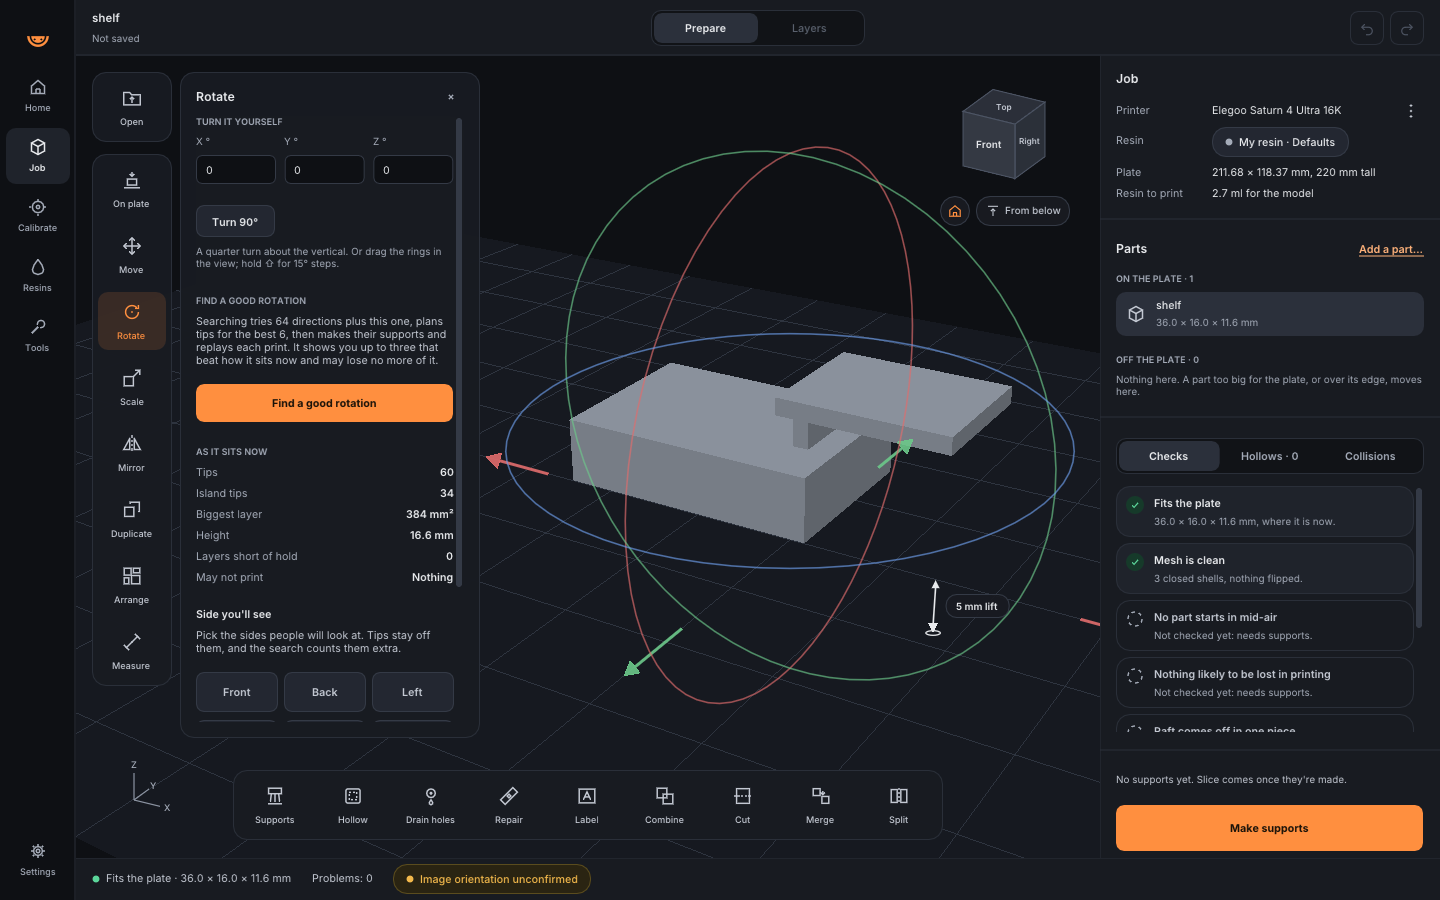 shelf
Not saved
Prepare
Layers
Home
Job
Calibrate
Resins
Tools
Settings
Open
On plate
Move
Rotate
Scale
Mirror
Duplicate
Arrange
Measure
Rotate
×
TURN IT YOURSELF
X °
Y °
Z °
0
0
0
Turn 90°
A quarter turn about the vertical. Or drag the rings in
the view; hold ⇧ for 15° steps.
FIND A GOOD ROTATION
Searching tries 64 directions plus this one, plans
tips for the best 6, then makes their supports and
replays each print. It shows you up to three that
beat how it sits now and may lose no more of it.
Find a good rotation
AS IT SITS NOW
Tips 60
Island tips 34
Biggest layer 384 mm²
Height 16.6 mm
Layers short of hold 0
May not print Nothing
Side you'll see
Pick the sides people will look at. Tips stay off
them, and the search counts them extra.
Front
Back
Left
Top
Front
Right
From below
5 mm lift
Z
Y
X
Supports
Hollow
Drain holes
Repair
Label
Combine
Cut
Merge
Split
Job
Printer Elegoo Saturn 4 Ultra 16K
Resin My resin · Defaults
Plate 211.68 × 118.37 mm, 220 mm tall
Resin to print 2.7 ml for the model
Parts
Add a part...
ON THE PLATE · 1
shelf
36.0 × 16.0 × 11.6 mm
OFF THE PLATE · 0
Nothing here. A part too big for the plate, or over its edge, moves
here.
Checks
Hollows · 0
Collisions
Fits the plate
36.0 × 16.0 × 11.6 mm, where it is now.
Mesh is clean
3 closed shells, nothing flipped.
No part starts in mid-air
Not checked yet: needs supports.
Nothing likely to be lost in printing
Not checked yet: needs supports.
Raft comes off in one piece
No supports yet. Slice comes once they're made.
Make supports
Fits the plate · 36.0 × 16.0 × 11.6 mm
Problems: 0
Image orientation unconfirmed